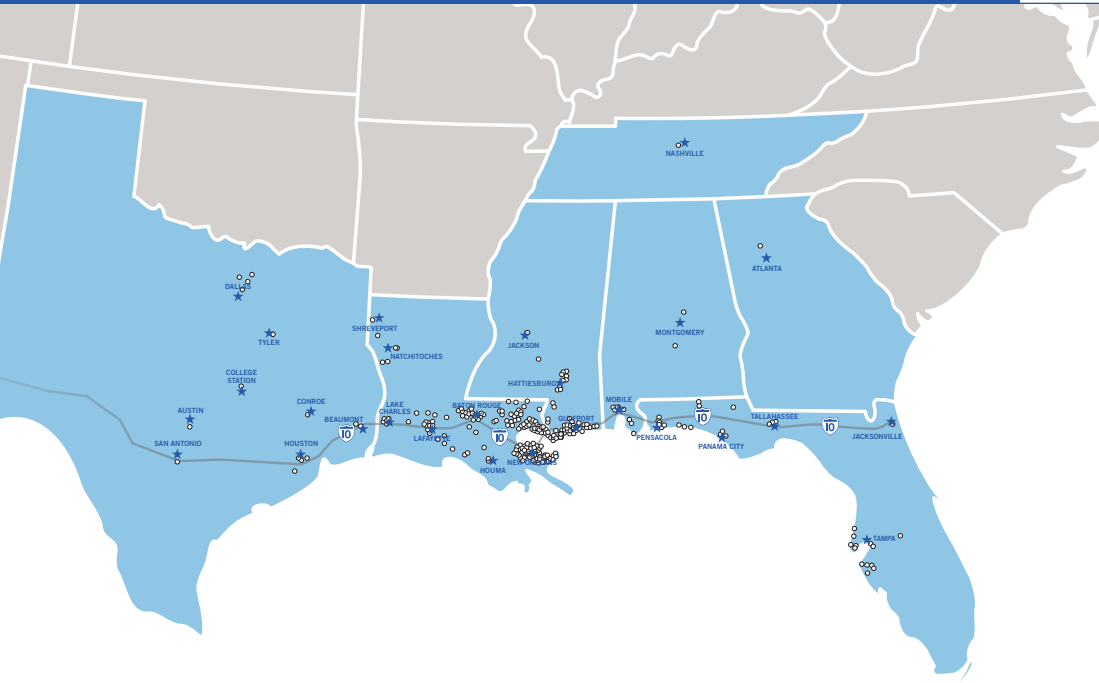 NASHVILLE
ATLANTA
DALLAS
SHREVEPORT
MONTGOMERY
TYLER
JACKSON
NATCHITOCHES
COLLEGE
STATION
HATTIESBURG
CONROE
LAKE
CHARLES
BATON ROUGE
MOBILE
AUSTIN
BEAUMONT
10
GULFPORT
10
TALLAHASSEE
10
10
LAFAYETTE
PENSACOLA
JACKSONVILLE
SAN ANTONIO
HOUSTON
PANAMA CITY
NEW ORLEANS
HOUMA
TAMPA